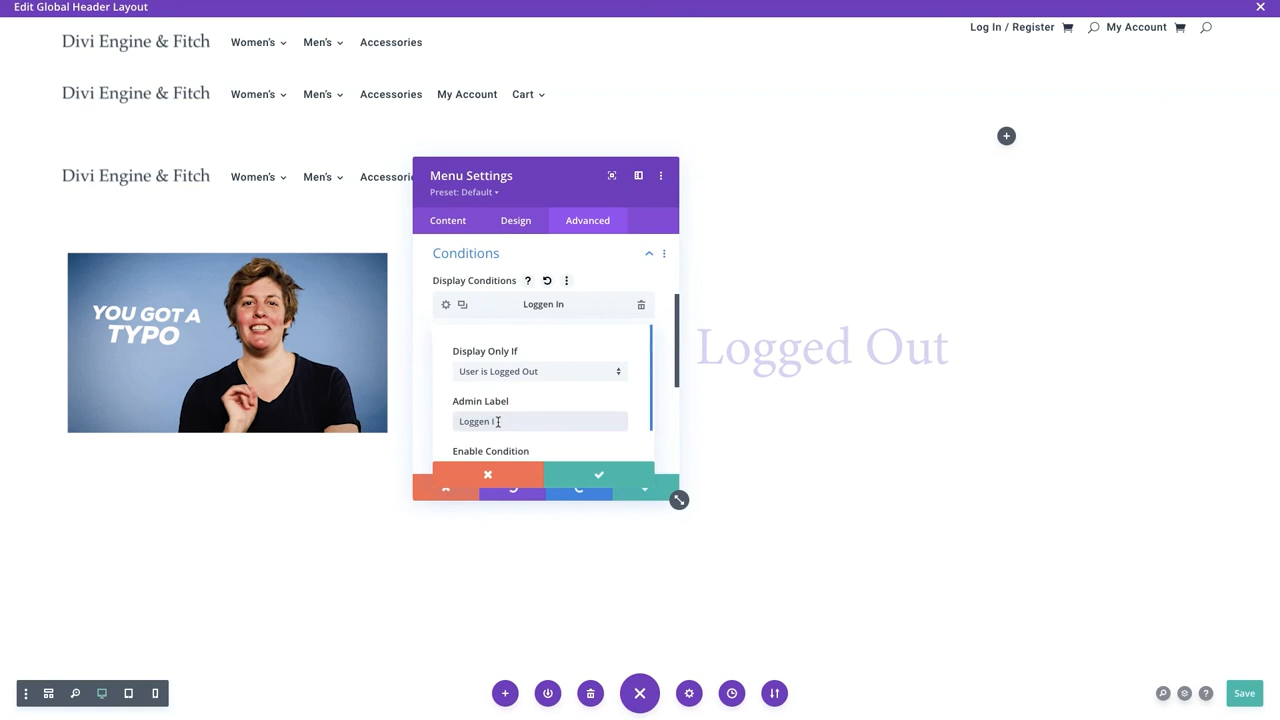 Edit Global Header Layout
Log In / Register My Account
Divi Engine & Fitch Women's Men's Accessories
Divi Engine & Fitch Women's Men's Accessories My Account Cart
Divi Engine & Fitch Women's Men's Accessorie
Menu Settings
Preset: Default
Content Design Advanced
Conditions
Display Conditions ?
Loggen In
Display Only If
User is Logged Out
Admin Label
Loggen I
Enable Condition
YOU GOT A
TYPO
Logged Out
Save